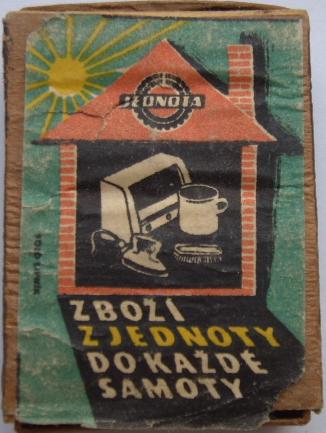 JEDNOTA
ZBOŽÍ
Z JEDNOTY
DO KAŽDÉ
SAMOTY